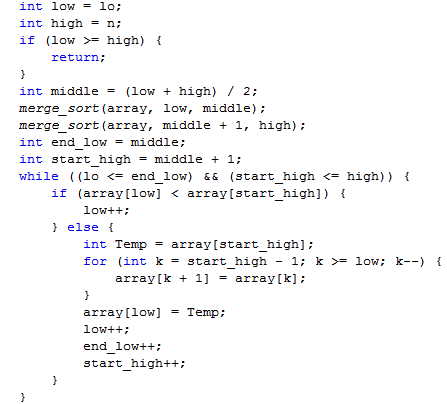 int low = lo;
int high = n;
if (low >= high) {
    return;
}
int middle = (low + high) / 2;
merge_sort(array, low, middle);
merge_sort(array, middle + 1, high);
int end_low = middle;
int start_high = middle + 1;
while ((lo <= end_low) && (start_high <= high)) {
    if (array[low] < array[start_high]) {
        low++;
    } else {
        int Temp = array[start_high];
        for (int k = start_high - 1; k >= low; k--) {
            array[k + 1] = array[k];
        }
        array[low] = Temp;
        low++;
        end_low++;
        start_high++;
    }
}